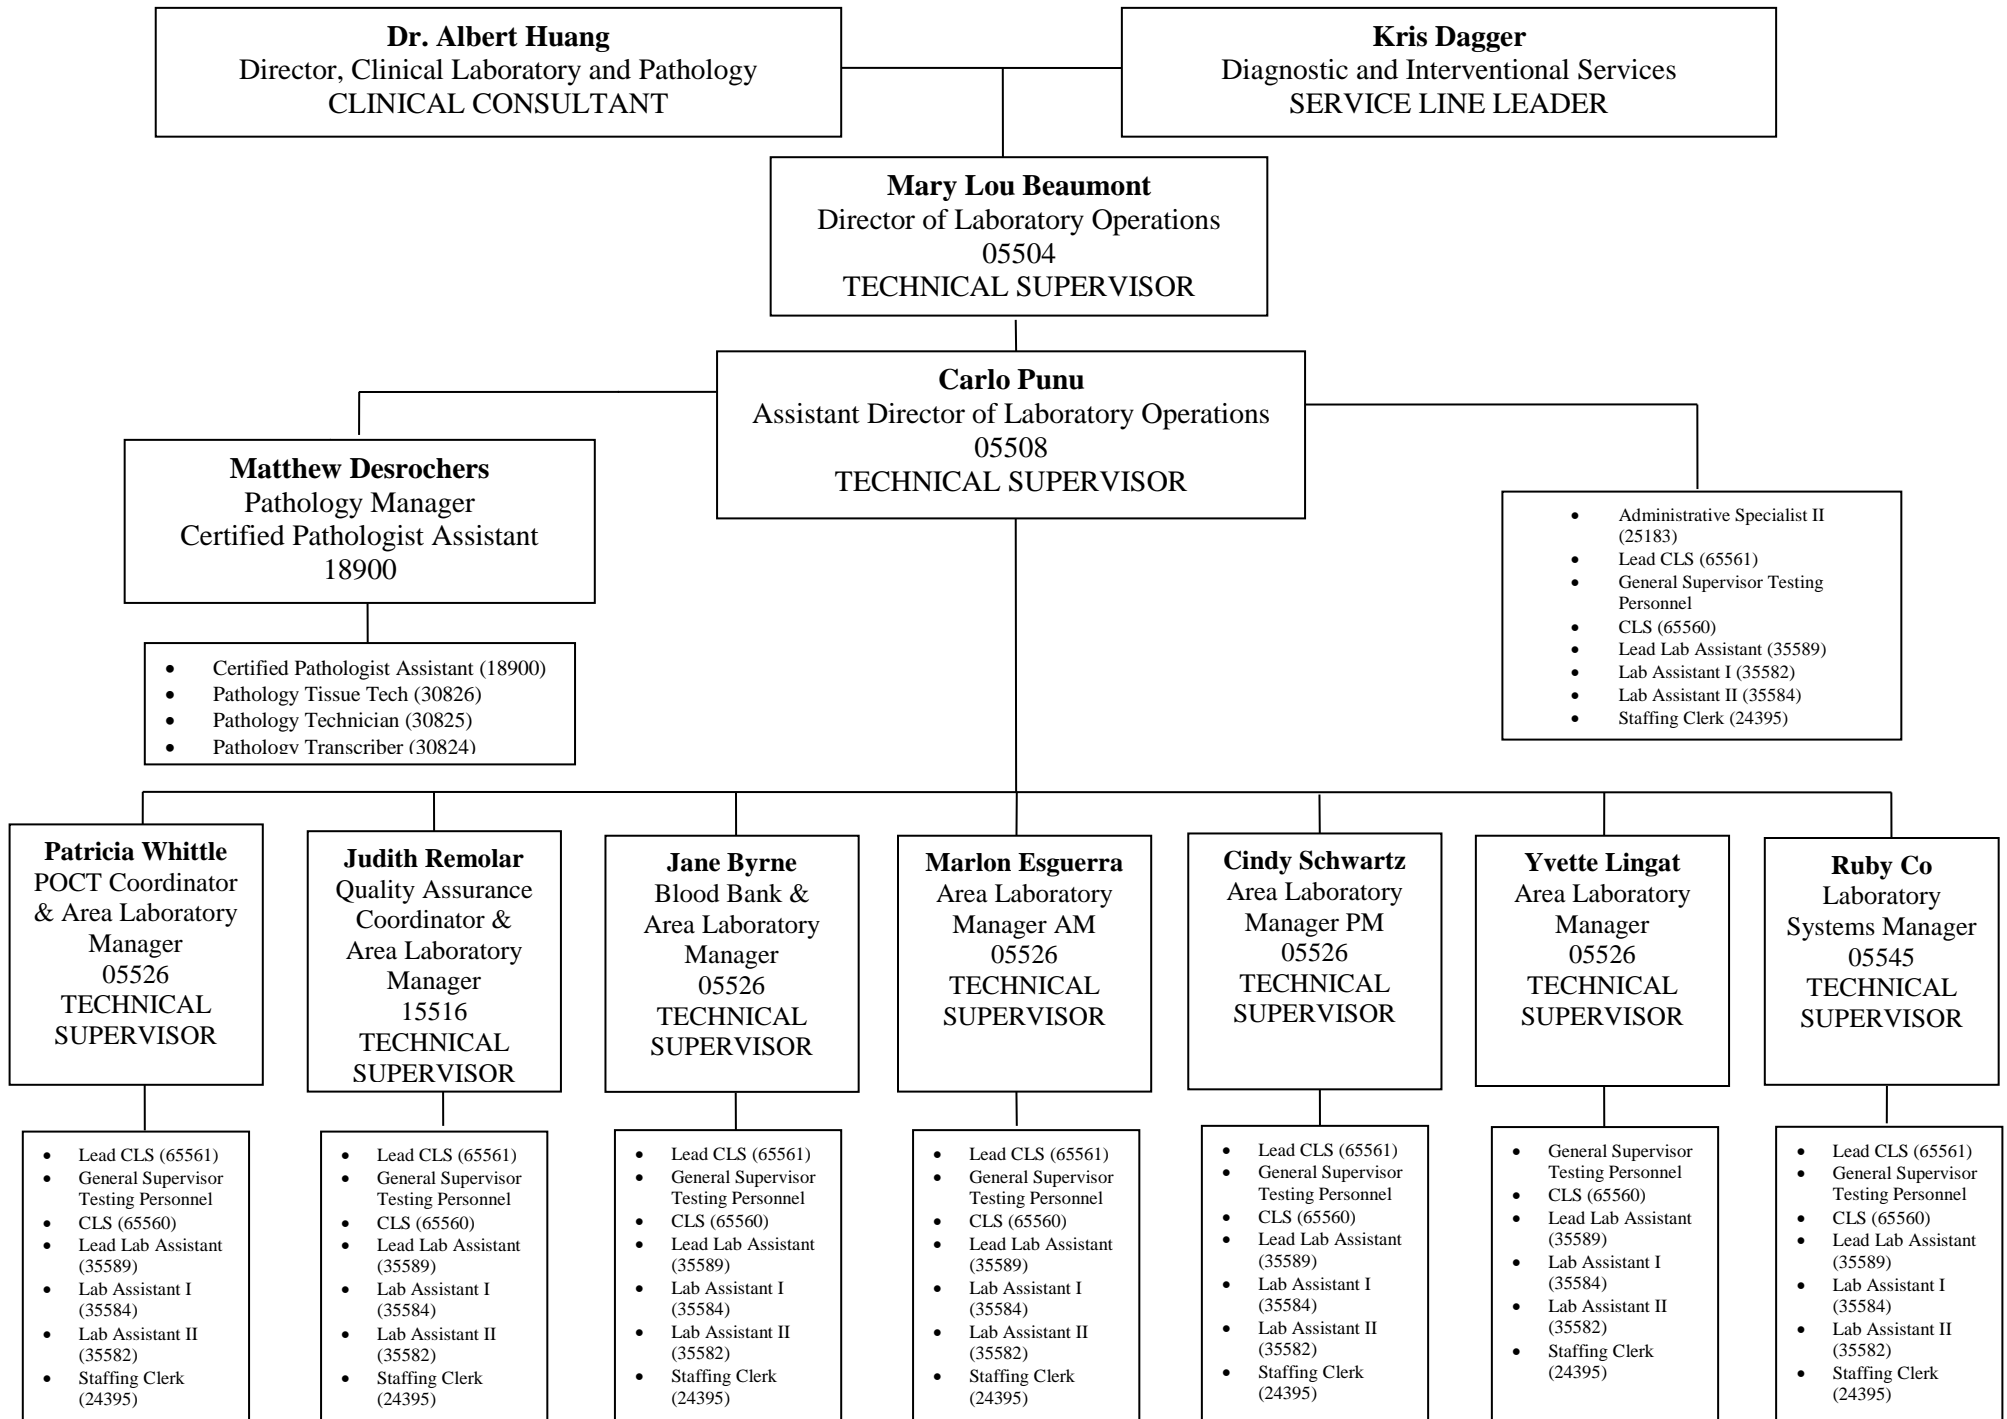 Dr. Albert Huang
Director, Clinical Laboratory and Pathology
CLINICAL CONSULTANT
Kris Dagger
Diagnostic and Interventional Services
SERVICE LINE LEADER
Mary Lou Beaumont
Director of Laboratory Operations
05504
TECHNICAL SUPERVISOR
Carlo Punu
Assistant Director of Laboratory Operations
05508
TECHNICAL SUPERVISOR
Matthew Desrochers
Pathology Manager
Certified Pathologist Assistant
18900
• Certified Pathologist Assistant (18900)
• Pathology Tissue Tech (30826)
• Pathology Technician (30825)
• Pathology Transcriber (30824)
• Administrative Specialist II
(25183)
• Lead CLS (65561)
• General Supervisor Testing
Personnel
• CLS (65560)
• Lead Lab Assistant (35589)
• Lab Assistant I (35582)
• Lab Assistant II (35584)
• Staffing Clerk (24395)
Patricia Whittle
POCT Coordinator
& Area Laboratory
Manager
05526
TECHNICAL
SUPERVISOR
Judith Remolar
Quality Assurance
Coordinator &
Area Laboratory
Manager
15516
TECHNICAL
SUPERVISOR
Jane Byrne
Blood Bank &
Area Laboratory
Manager
05526
TECHNICAL
SUPERVISOR
Marlon Esguerra
Area Laboratory
Manager AM
05526
TECHNICAL
SUPERVISOR
Cindy Schwartz
Area Laboratory
Manager PM
05526
TECHNICAL
SUPERVISOR
Yvette Lingat
Area Laboratory
Manager
05526
TECHNICAL
SUPERVISOR
Ruby Co
Laboratory
Systems Manager
05545
TECHNICAL
SUPERVISOR
• Lead CLS (65561)
• General Supervisor
Testing Personnel
• CLS (65560)
• Lead Lab Assistant
(35589)
• Lab Assistant I
(35584)
• Lab Assistant II
(35582)
• Staffing Clerk
(24395)
• Lead CLS (65561)
• General Supervisor
Testing Personnel
• CLS (65560)
• Lead Lab Assistant
(35589)
• Lab Assistant I
(35584)
• Lab Assistant II
(35582)
• Staffing Clerk
(24395)
• Lead CLS (65561)
• General Supervisor
Testing Personnel
• CLS (65560)
• Lead Lab Assistant
(35589)
• Lab Assistant I
(35584)
• Lab Assistant II
(35582)
• Staffing Clerk
(24395)
• Lead CLS (65561)
• General Supervisor
Testing Personnel
• CLS (65560)
• Lead Lab Assistant
(35589)
• Lab Assistant I
(35584)
• Lab Assistant II
(35582)
• Staffing Clerk
(24395)
• Lead CLS (65561)
• General Supervisor
Testing Personnel
• CLS (65560)
• Lead Lab Assistant
(35589)
• Lab Assistant I
(35584)
• Lab Assistant II
(35582)
• Staffing Clerk
(24395)
• General Supervisor
Testing Personnel
• CLS (65560)
• Lead Lab Assistant
(35589)
• Lab Assistant I
(35584)
• Lab Assistant II
(35582)
• Staffing Clerk
(24395)
• Lead CLS (65561)
• General Supervisor
Testing Personnel
• CLS (65560)
• Lead Lab Assistant
(35589)
• Lab Assistant I
(35584)
• Lab Assistant II
(35582)
• Staffing Clerk
(24395)